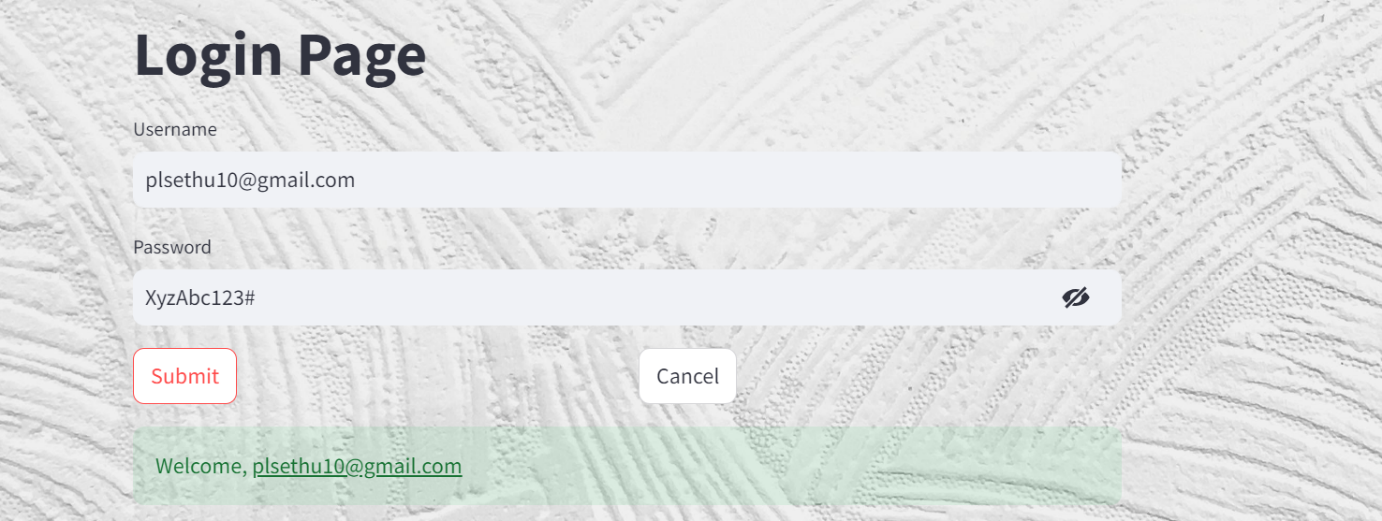 Login Page
Username
plsethu10@gmail.com
Password
XyzAbc123#
Submit
Cancel
Welcome, plsethu10@gmail.com